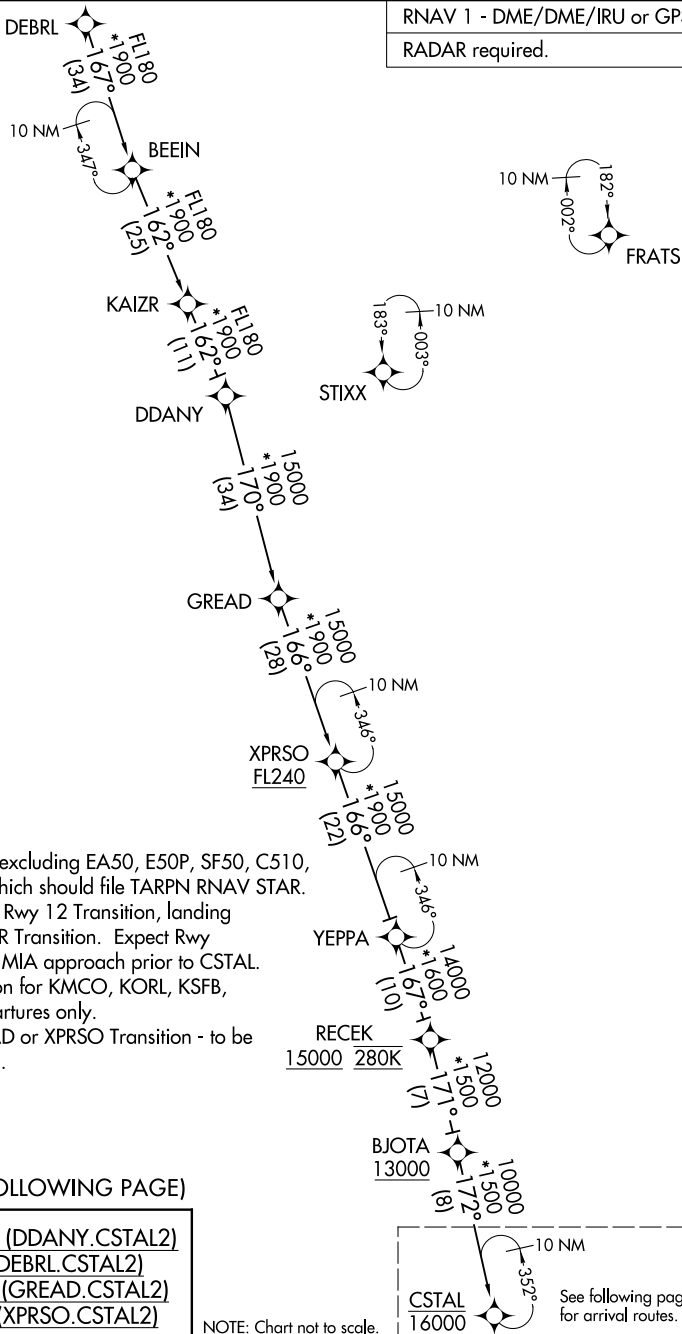 RNAV 1 - DME/DME/IRU or GP
RADAR required.
DEBRL
FL180
*1900
167°
(34)
10 NM
347°
BEEIN
FL180
*1900
162°
(25)
10 NM
182°
002°
FRATS
KAIZR
FL180
*1900
162°
(11)
DDANY
10 NM
183°
003°
STIXX
15000
*1900
170°
(34)
GREAD
15000
*1900
166°
(28)
10 NM
346°
XPRSO
FL240
15000
*1900
166°
(22)
10 NM
346°
YEPPA
14000
*1600
167°
(10)
RECEK
15000 280K
12000
*1500
171°
(7)
BJOTA
13000
10000
*1500
172°
(8)
10 NM
352°
CSTAL
16000
See following pag
for arrival routes.
excluding EA50, E50P, SF50, C510,
hich should file TARPN RNAV STAR.
Rwy 12 Transition, landing
R Transition. Expect Rwy
MIA approach prior to CSTAL.
on for KMCO, KORL, KSFB,
artures only.
AD or XPRSO Transition - to be
OLLOWING PAGE)
(DDANY.CSTAL2)
DEBRL.CSTAL2)
(GREAD.CSTAL2)
(XPRSO.CSTAL2)
NOTE: Chart not to scale.